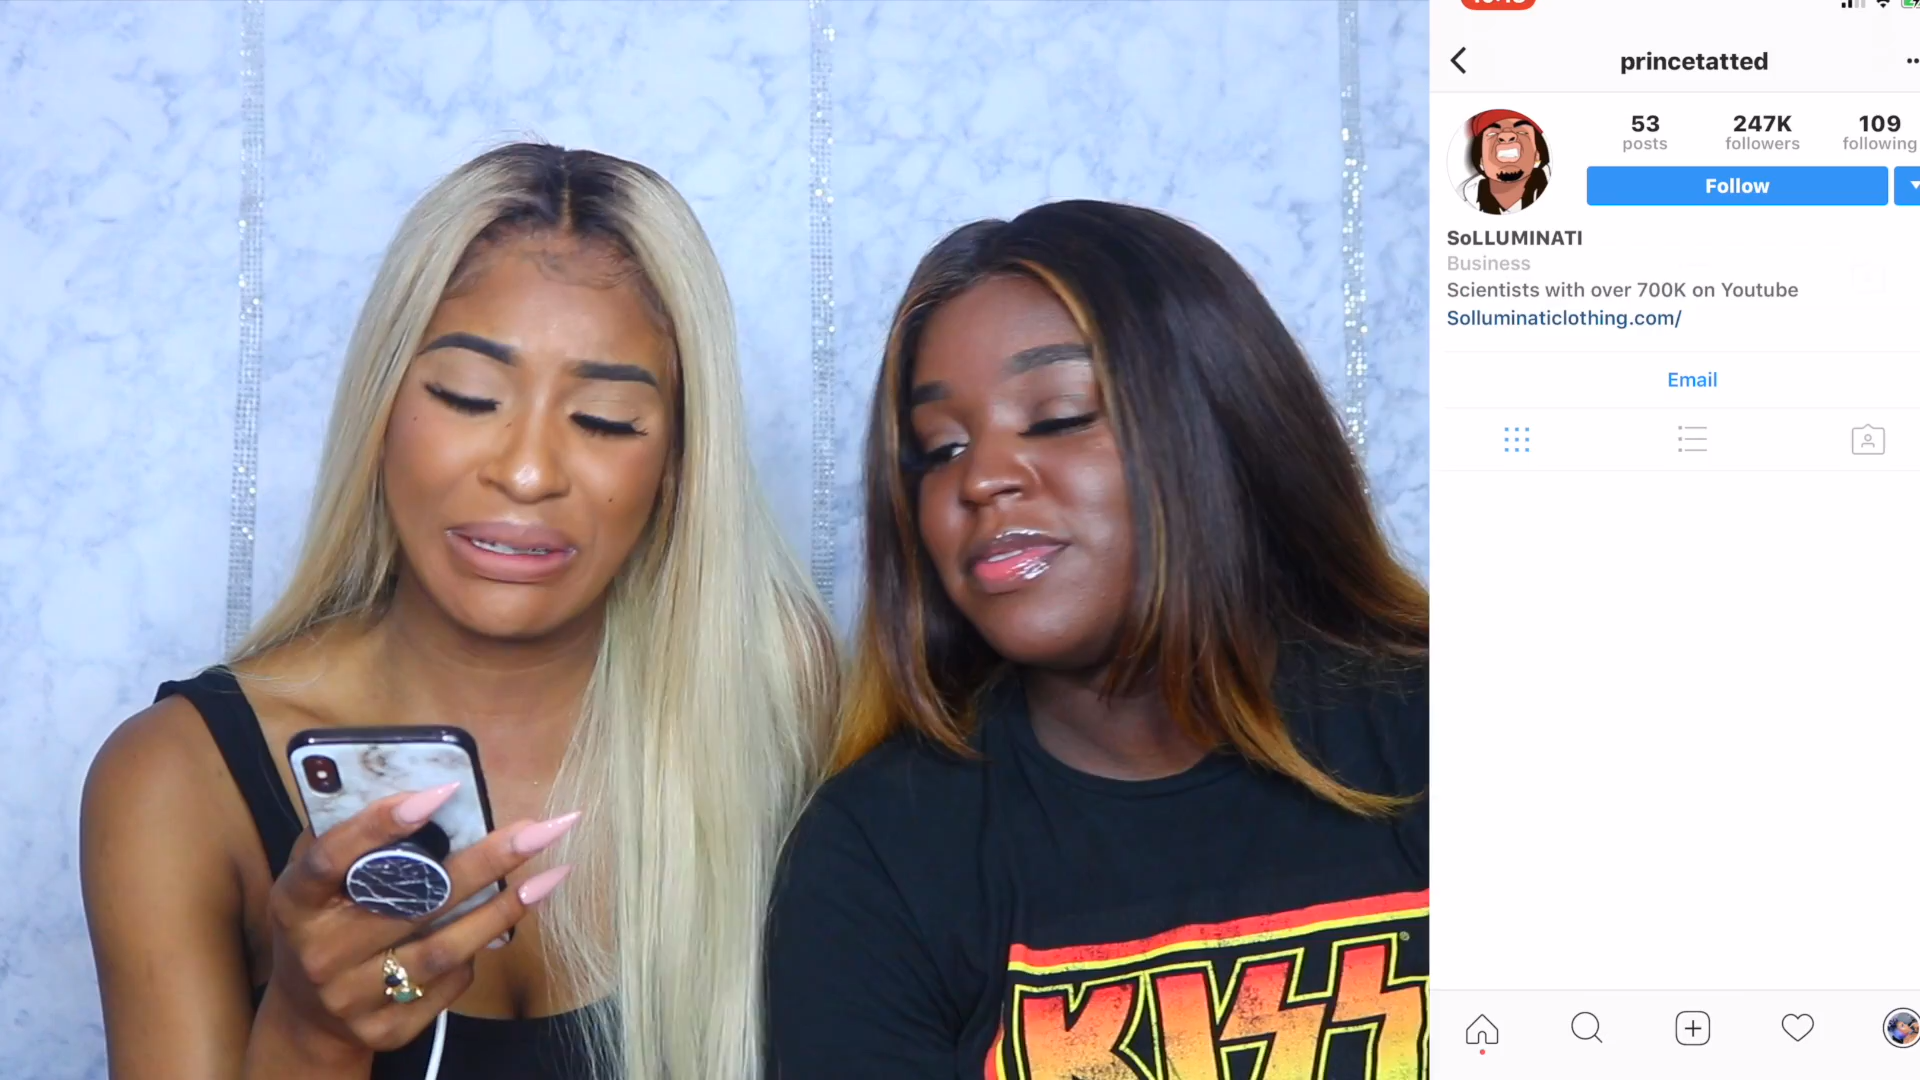 princetatted
53
247K
109
posts
followers
following
Follow
SoLLUMINATI
Business
Scientists with over 700K on Youtube
Solluminaticlothing.com/
Email
KISS